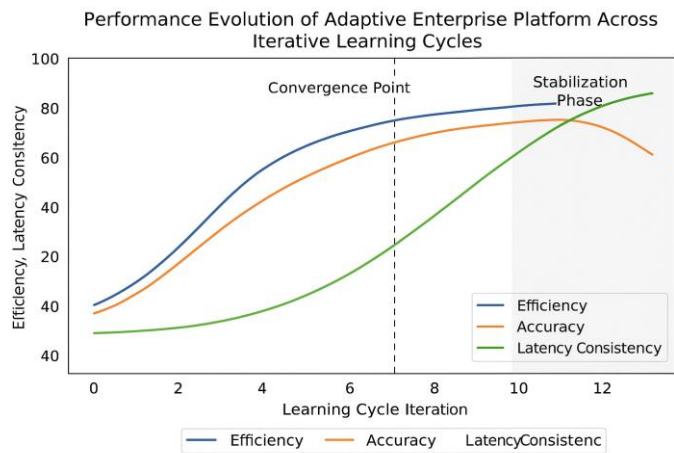 Performance Evolution of Adaptive Enterprise Platform Across
Iterative Learning Cycles
Efficiency, Latency Consitency
100
80
60
40
20
40
40
Convergence Point
Stabilization
Phase
Efficiency
Accuracy
Latency Consistency
0 2 4 6 8 10 12
Learning Cycle Iteration
Efficiency Accuracy LatencyConsistenc